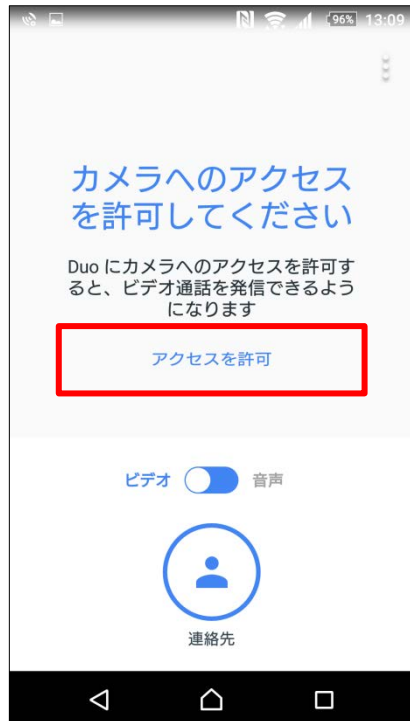 96% 13:09
カメラへのアクセス
を許可してください
Duo にカメラへのアクセスを許可す
ると、ビデオ通話を発信できるよう
になります
アクセスを許可
ビデオ 音声
連絡先